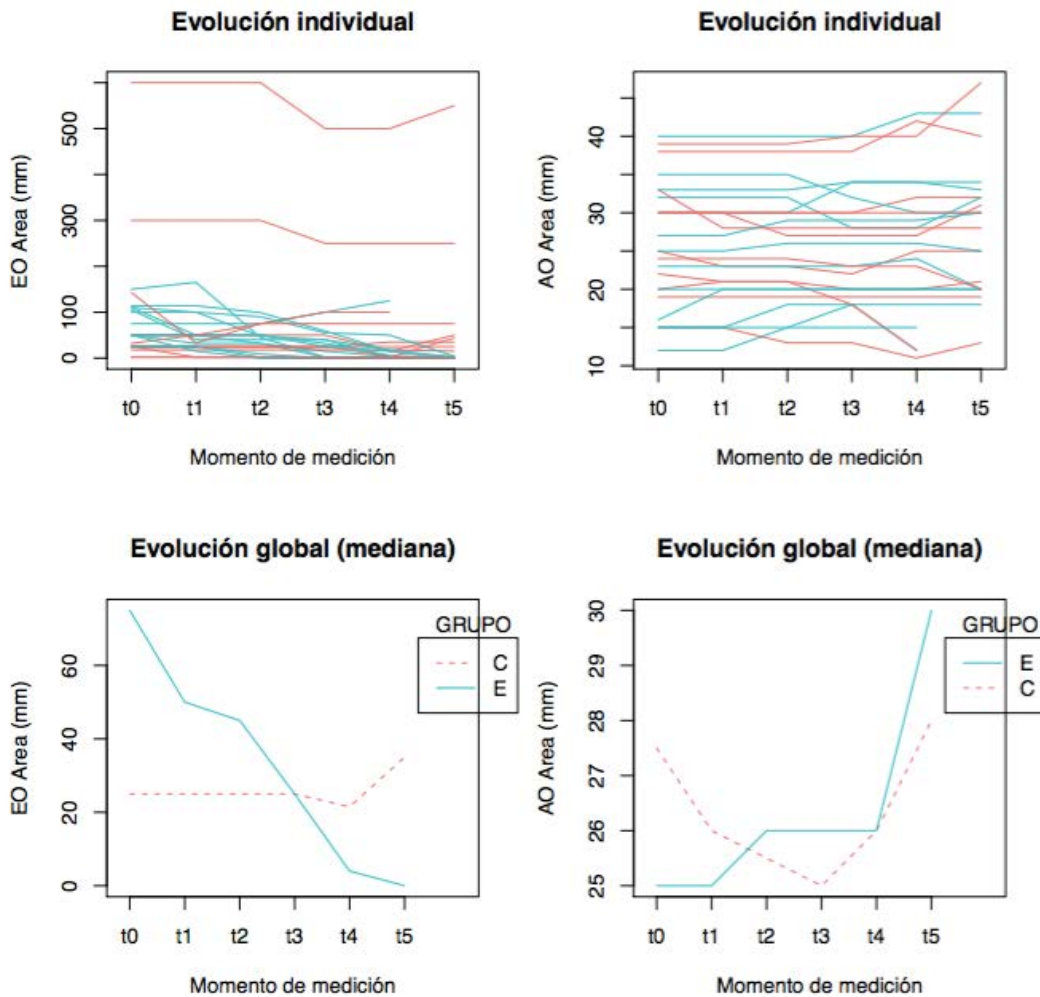 Evolución individual
EO Area (mm)
500
300
100
0
t0 t1 t2 t3 t4 t5
Momento de medición
Evolución individual
AO Area (mm)
40
30
20
10
t0 t1 t2 t3 t4 t5
Momento de medición
Evolución global (mediana)
EO Area (mm)
60
40
20
0
GRUPO
C
E
t0 t1 t2 t3 t4 t5
Momento de medición
Evolución global (mediana)
AO Area (mm)
30
29
28
27
26
25
GRUPO
E
C
t0 t1 t2 t3 t4 t5
Momento de medición